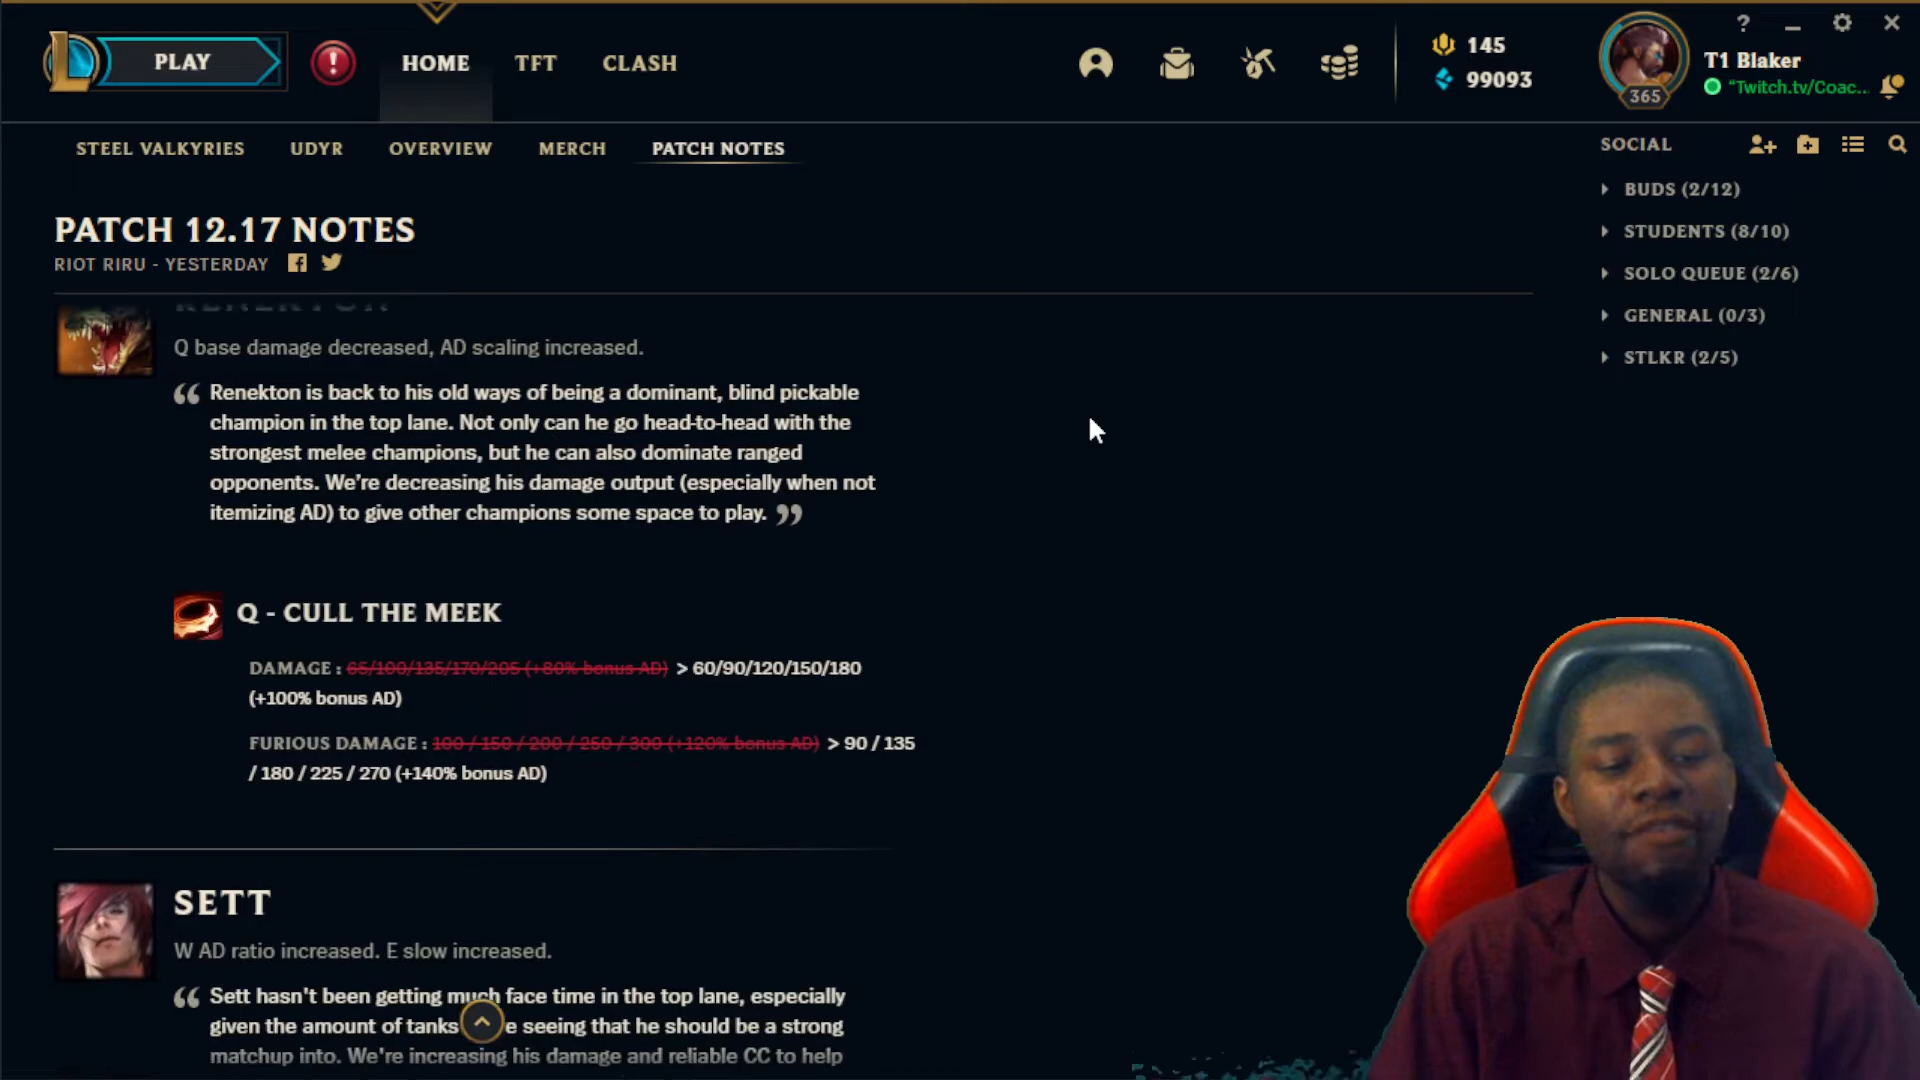 PLAY
HOME
TFT
CLASH
145
99093
?
T1 Blaker
"Twitch.tv/Coac...
365
STEEL VALKYRIES
UDYR
OVERVIEW
MERCH
PATCH NOTES
SOCIAL
BUDS (2/12)
STUDENTS (8/10)
SOLO QUEUE (2/6)
GENERAL (0/3)
STLKR (2/5)
PATCH 12.17 NOTES
RIOT RIRU - YESTERDAY
RENEKTON
Q base damage decreased, AD scaling increased.
“ Renekton is back to his old ways of being a dominant, blind pickable
champion in the top lane. Not only can he go head-to-head with the
strongest melee champions, but he can also dominate ranged
opponents. We're decreasing his damage output (especially when not
itemizing AD) to give other champions some space to play. ”
Q - CULL THE MEEK
DAMAGE : 65/100/135/170/205 (+80% bonus AD) > 60/90/120/150/180
(+100% bonus AD)
FURIOUS DAMAGE : 100 / 150 / 200 / 250 / 300 (+120% bonus AD) > 90 / 135
/ 180 / 225 / 270 (+140% bonus AD)
SETT
W AD ratio increased. E slow increased.
“ Sett hasn't been getting much face time in the top lane, especially
given the amount of tanks e seeing that he should be a strong
matchup into. We're increasing his damage and reliable CC to help